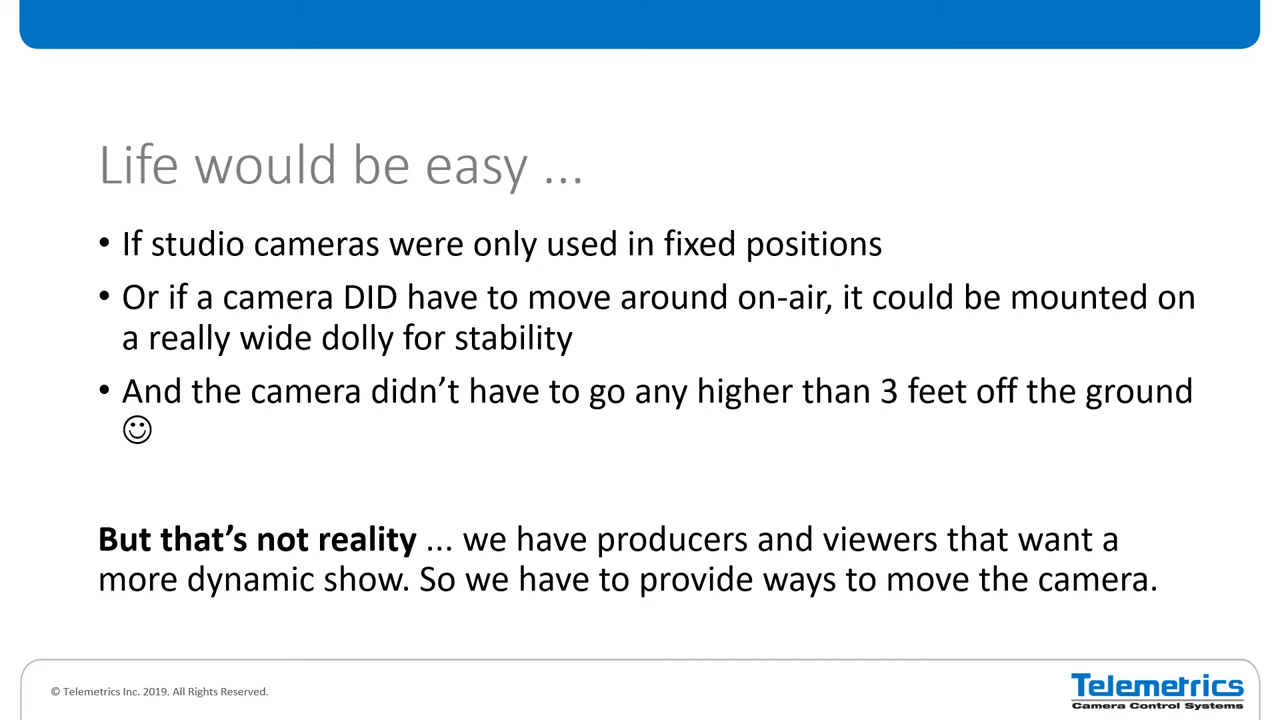 Life would be easy ...
• If studio cameras were only used in fixed positions
• Or if a camera DID have to move around on-air, it could be mounted on
a really wide dolly for stability
• And the camera didn’t have to go any higher than 3 feet off the ground
☺
But that’s not reality ... we have producers and viewers that want a
more dynamic show. So we have to provide ways to move the camera.
© Telemetrics Inc. 2019. All Rights Reserved.
Telemetrics
Camera Control Systems